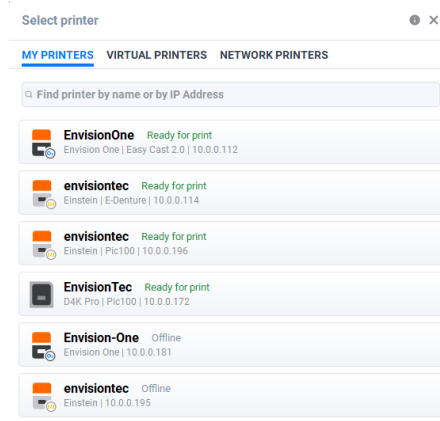 Select printer
MY PRINTERS VIRTUAL PRINTERS NETWORK PRINTERS
Find printer by name or by IP Address
EnvisionOne Ready for print
Envision One | Easy Cast 2.0 | 10.0.0.112
envisiontec Ready for print
Einstein | E-Denture | 10.0.0.114
envisiontec Ready for print
Einstein | Pic100 | 10.0.0.196
EnvisionTec Ready for print
D4K Pro | Pic100 | 10.0.0.172
Envision-One Offline
Envision One | 10.0.0.181
envisiontec Offline
Einstein | 10.0.0.195